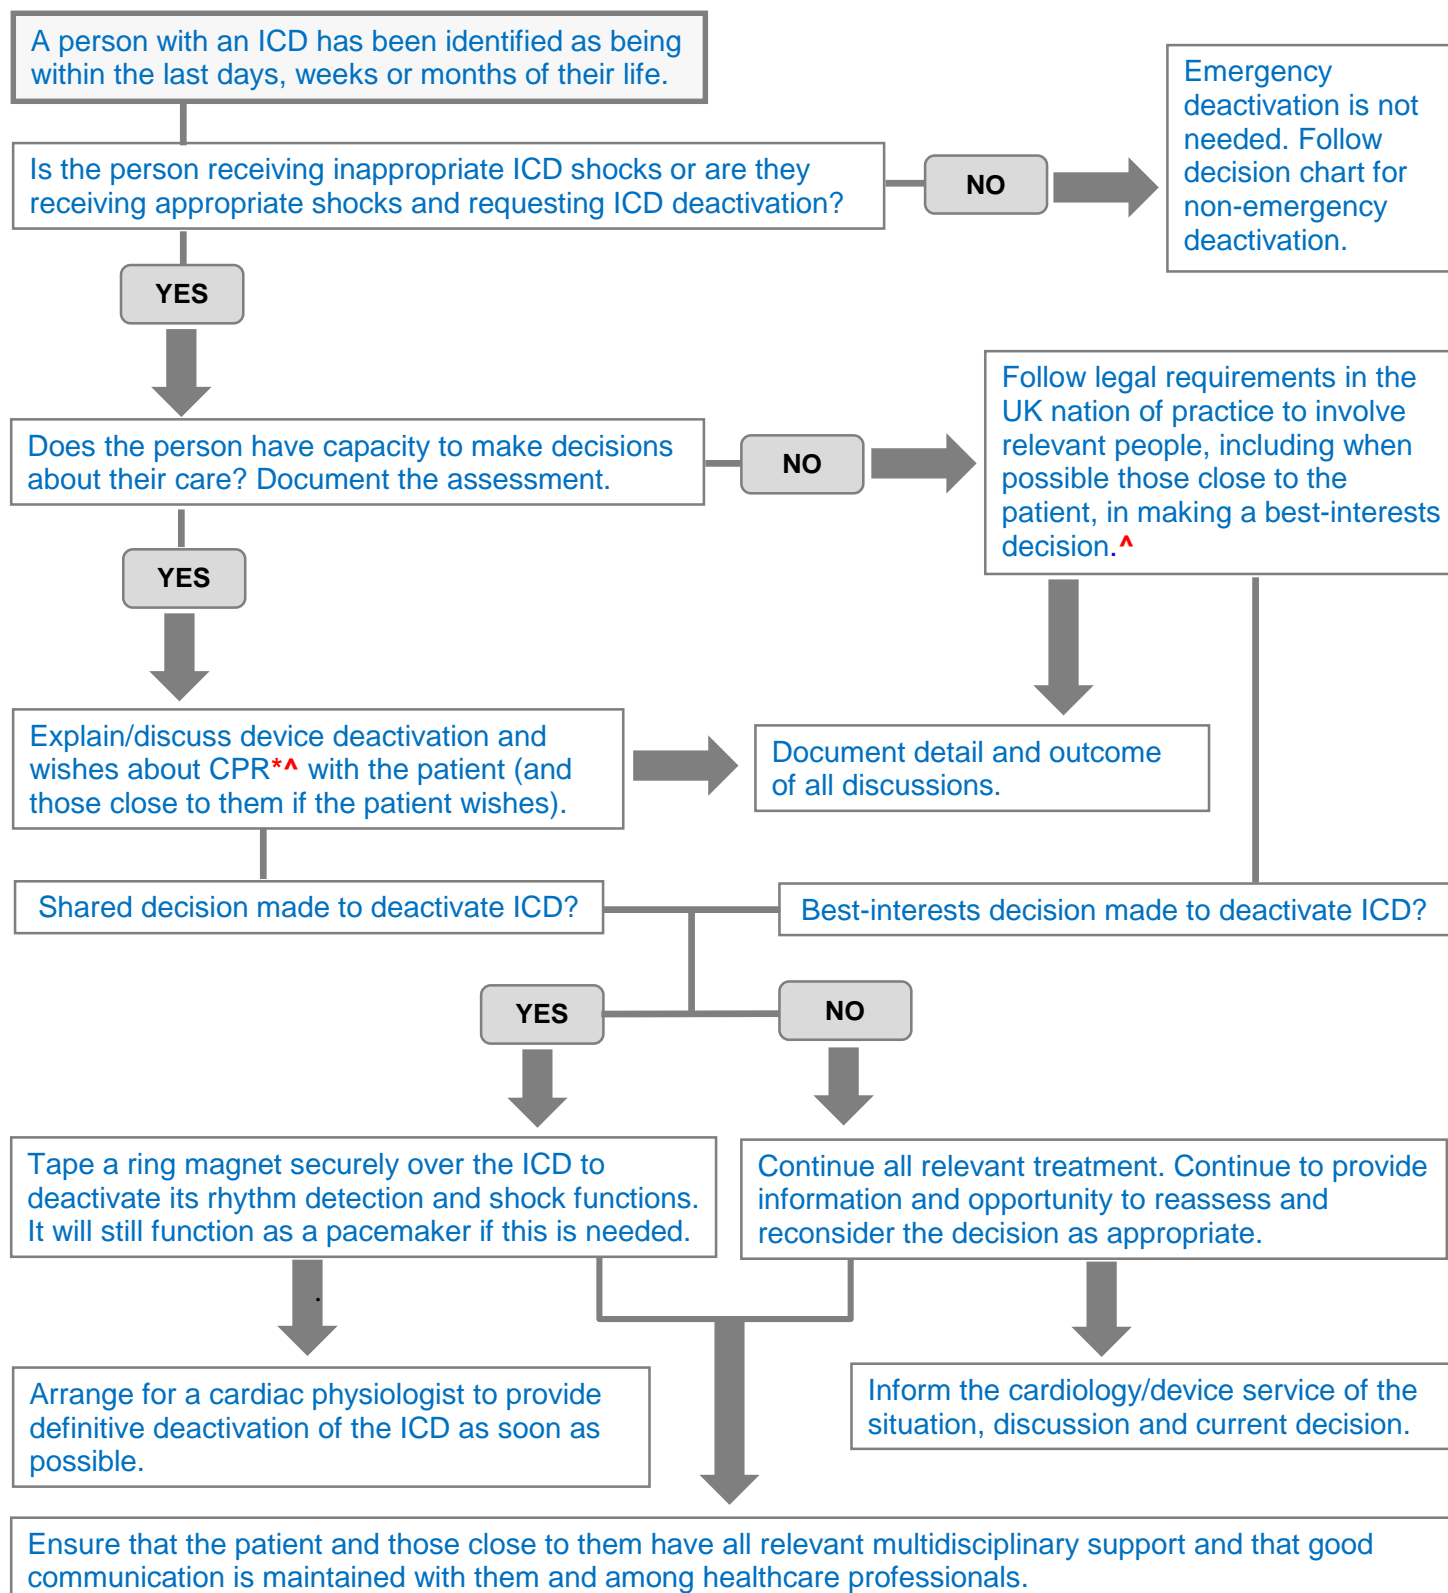 A person with an ICD has been identified as being
within the last days, weeks or months of their life.
Is the person receiving inappropriate ICD shocks or are they
receiving appropriate shocks and requesting ICD deactivation?
NO
Emergency
deactivation is not
needed. Follow
decision chart for
non-emergency
deactivation.
YES
Does the person have capacity to make decisions
about their care? Document the assessment.
NO
Follow legal requirements in the
UK nation of practice to involve
relevant people, including when
possible those close to the
patient, in making a best-interests
decision.^
YES
Explain/discuss device deactivation and
wishes about CPR*^ with the patient (and
those close to them if the patient wishes).
Document detail and outcome
of all discussions.
Shared decision made to deactivate ICD?
Best-interests decision made to deactivate ICD?
YES
NO
Tape a ring magnet securely over the ICD to
deactivate its rhythm detection and shock functions.
It will still function as a pacemaker if this is needed.
Continue all relevant treatment. Continue to provide
information and opportunity to reassess and
reconsider the decision as appropriate.
.
Arrange for a cardiac physiologist to provide
definitive deactivation of the ICD as soon as
possible.
Inform the cardiology/device service of the
situation, discussion and current decision.
Ensure that the patient and those close to them have all relevant multidisciplinary support and that good
communication is maintained with them and among healthcare professionals.